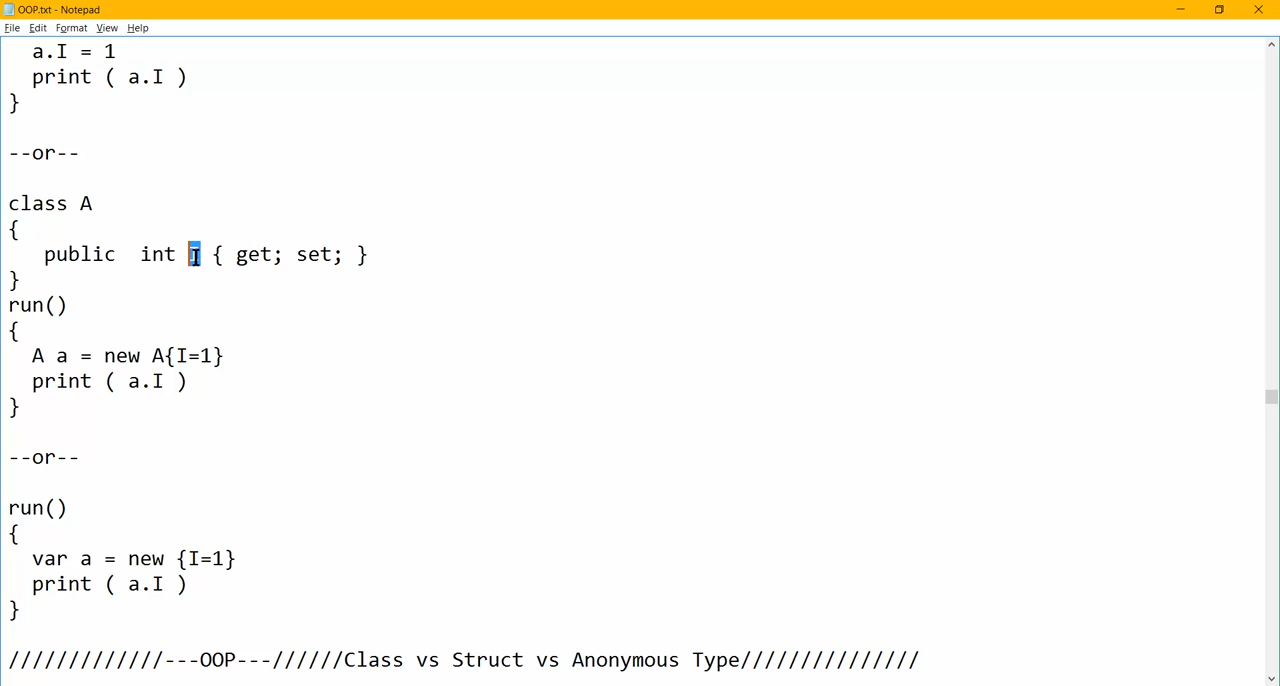 OOP.txt - Notepad
File Edit Format View Help
a.I = 1
print ( a.I )
}
--or--
class A
{
public  int I { get; set; }
}
run()
{
A a = new A{I=1}
print ( a.I )
}
--or--
run()
{
var a = new {I=1}
print ( a.I )
}
/////////////---OOP---//////Class vs Struct vs Anonymous Type///////////////